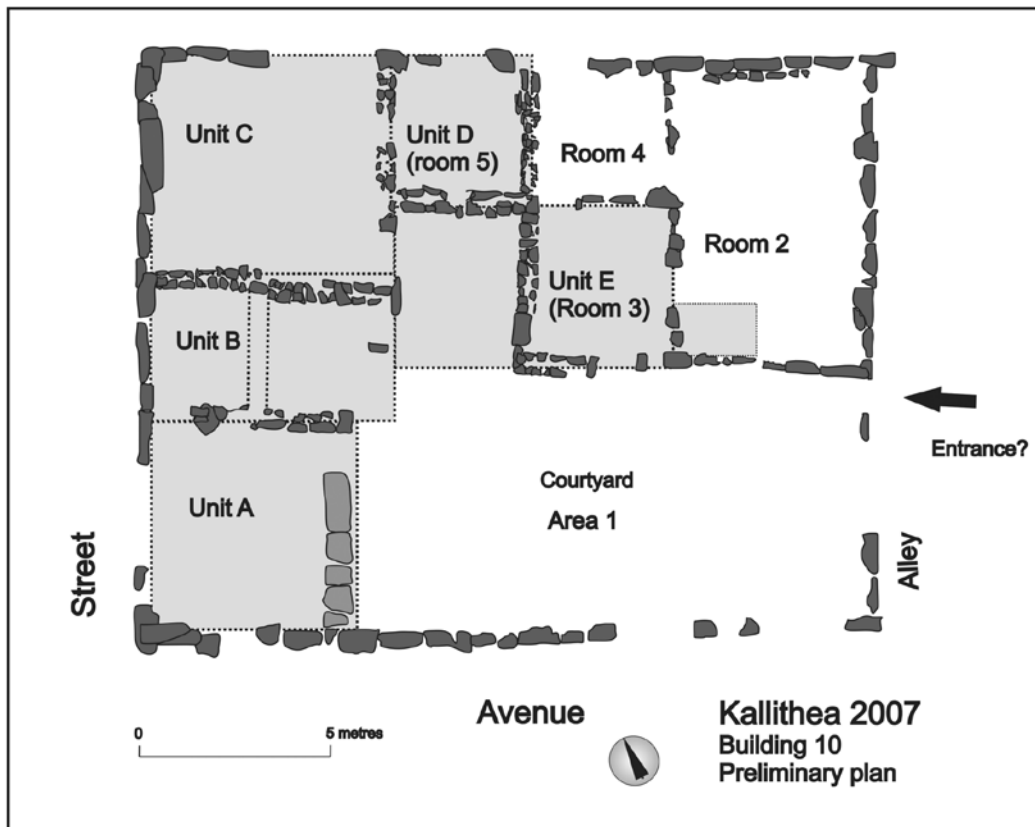 Unit C
Unit D
(room 5)
Room 4
Room 2
Unit E
(Room 3)
Unit B
Entrance?
Courtyard
Area 1
Unit A
Street
Alley
Avenue
0
5 metres
Kallithea 2007
Building 10
Preliminary plan